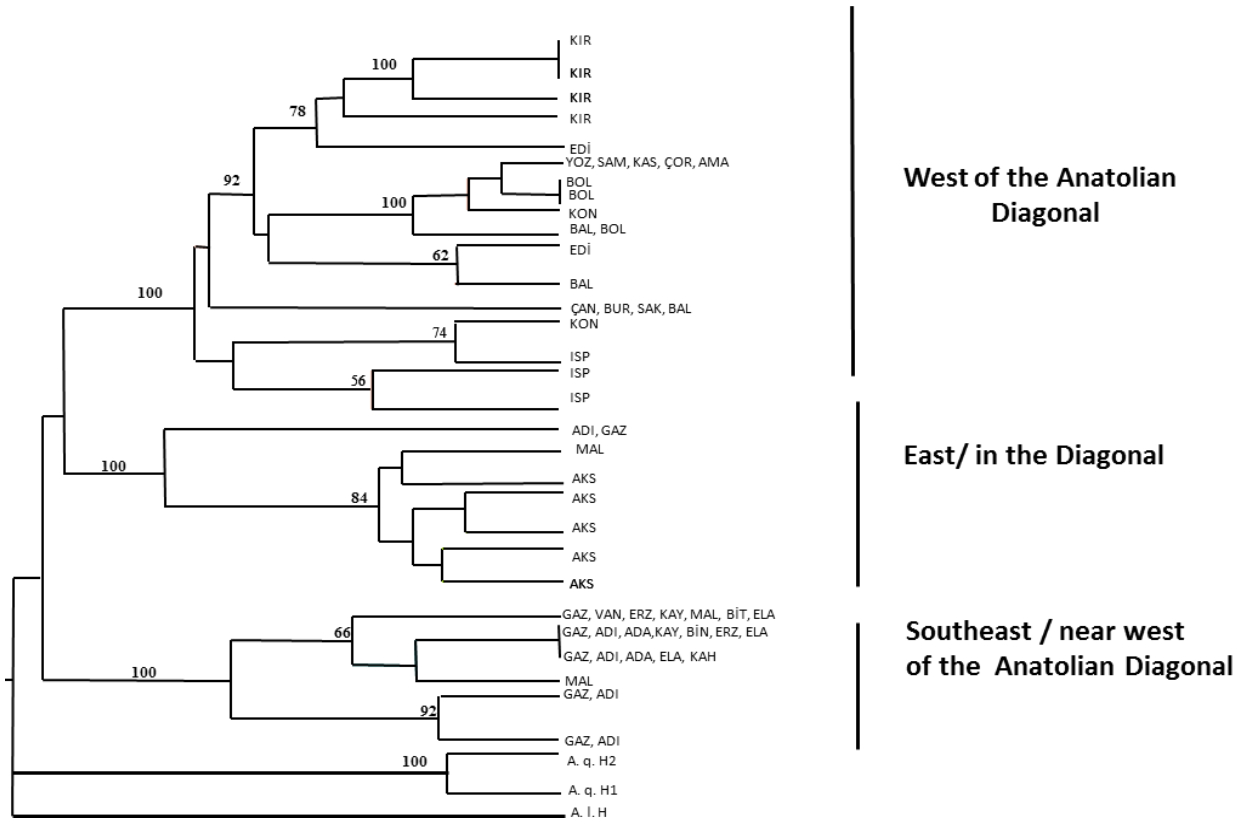 KIR
100
KIR
KIR
78
KIR
EDİ
YOZ, SAM, KAS, ÇOR, AMA
92
BOL
BOL
100
KON
BAL, BOL
EDİ
62
BAL
100
ÇAN, BUR, SAK, BAL
KON
74
ISP
ISP
56
ISP
West of the Anatolian
Diagonal
ADI, GAZ
MAL
100
AKS
84
AKS
AKS
AKS
AKS
East/ in the Diagonal
GAZ, VAN, ERZ, KAY, MAL, BİT, ELA
66
GAZ, ADI, ADA,KAY, BİN, ERZ, ELA
GAZ, ADI, ADA, ELA, KAH
100
MAL
GAZ, ADI
92
GAZ, ADI
Southeast / near west
of the Anatolian Diagonal
100
A. q. H2
A. q. H1
A. l. H